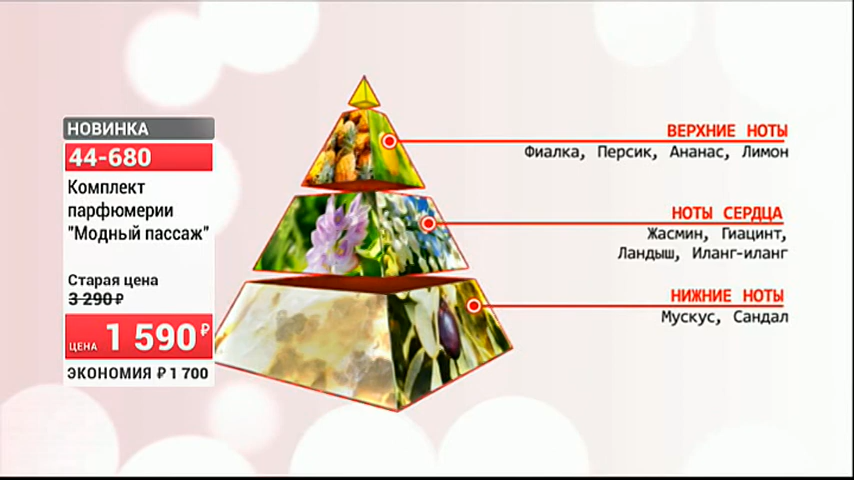 НОВИНКА
44-680
Комплект
парфюмерии
"Модный пассаж"
Старая цена
3 290 ₽
ЦЕНА 1 590 ₽
ЭКОНОМИЯ ₽ 1 700
ВЕРХНИЕ НОТЫ
Фиалка, Персик, Ананас, Лимон
НОТЫ СЕРДЦА
Жасмин, Гиацинт,
Ландыш, Иланг-иланг
НИЖНИЕ НОТЫ
Мускус, Сандал